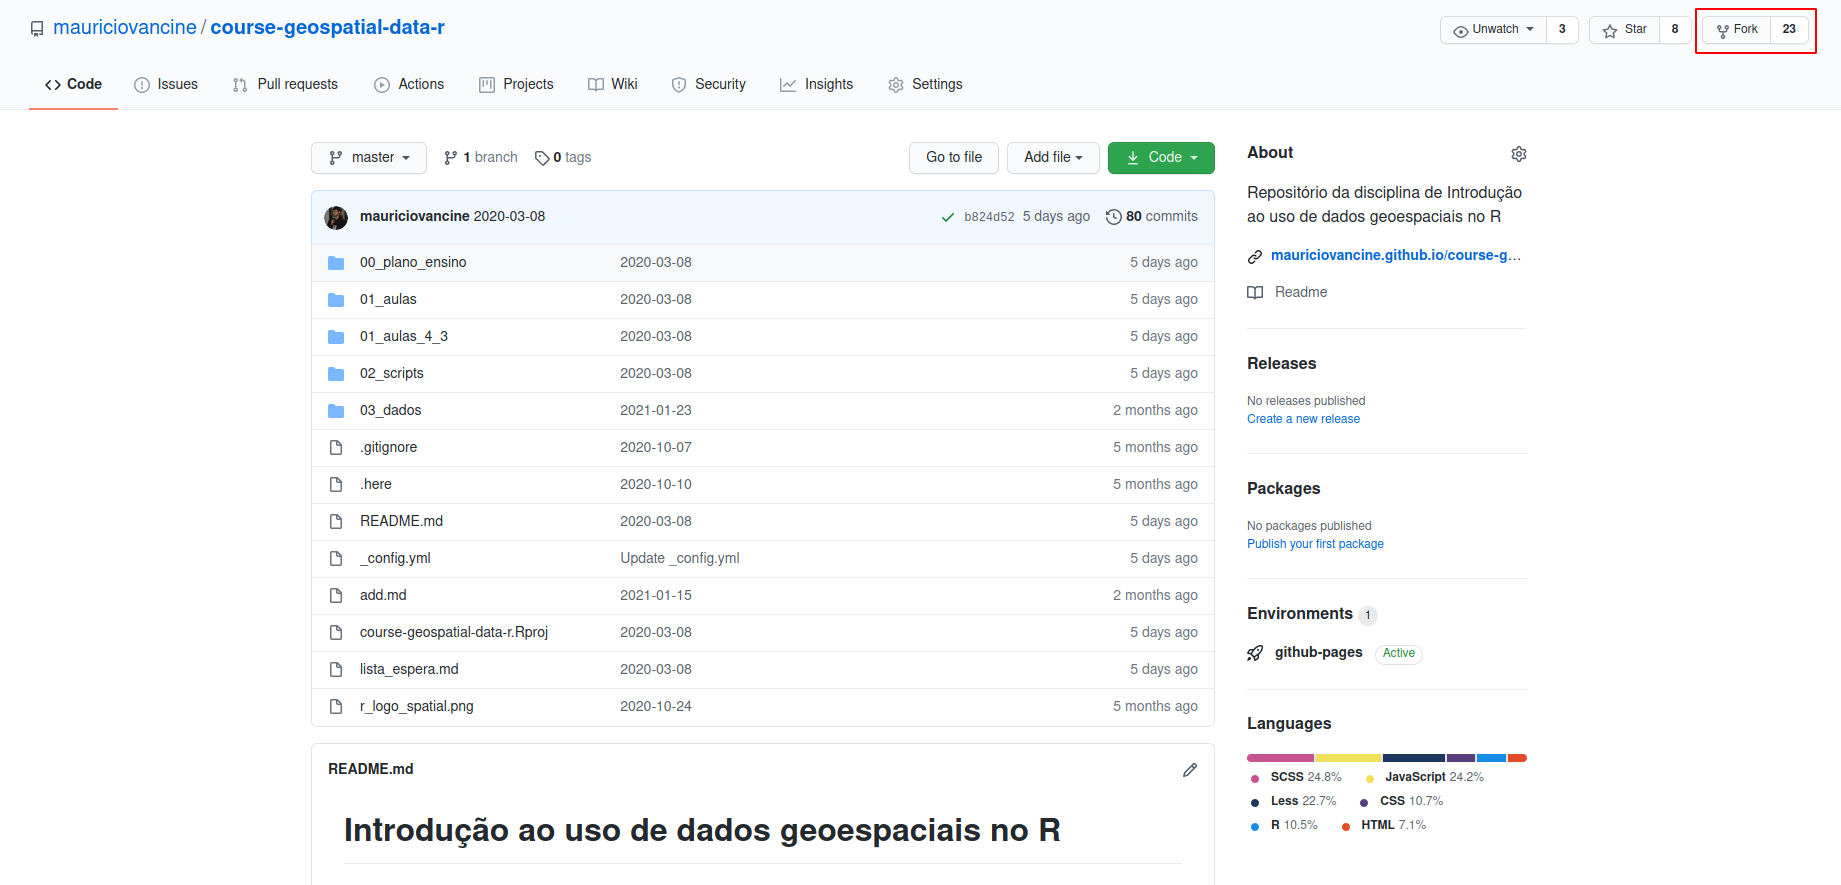 mauriciovancine / course-geospatial-data-r
Unwatch 3 Star 8 Fork 23
Code Issues Pull requests Actions Projects Wiki Security Insights Settings
master 1 branch 0 tags Go to file Add file Code
mauriciovancine 2020-03-08 b824d52 5 days ago 80 commits
00_plano_ensino 2020-03-08 5 days ago
01_aulas 2020-03-08 5 days ago
01_aulas_4_3 2020-03-08 5 days ago
02_scripts 2020-03-08 5 days ago
03_dados 2021-01-23 2 months ago
.gitignore 2020-10-07 5 months ago
.here 2020-10-10 5 months ago
README.md 2020-03-08 5 days ago
_config.yml Update _config.yml 5 days ago
add.md 2021-01-15 2 months ago
course-geospatial-data-r.Rproj 2020-03-08 5 days ago
lista_espera.md 2020-03-08 5 days ago
r_logo_spatial.png 2020-10-24 5 months ago
README.md
Introdução ao uso de dados geoespaciais no R
About
Repositório da disciplina de Introdução
ao uso de dados geoespaciais no R
mauriciovancine.github.io/course-g...
Readme
Releases
No releases published
Create a new release
Packages
No packages published
Publish your first package
Environments 1
github-pages Active
Languages
SCSS 24.8% JavaScript 24.2%
Less 22.7% CSS 10.7%
R 10.5% HTML 7.1%